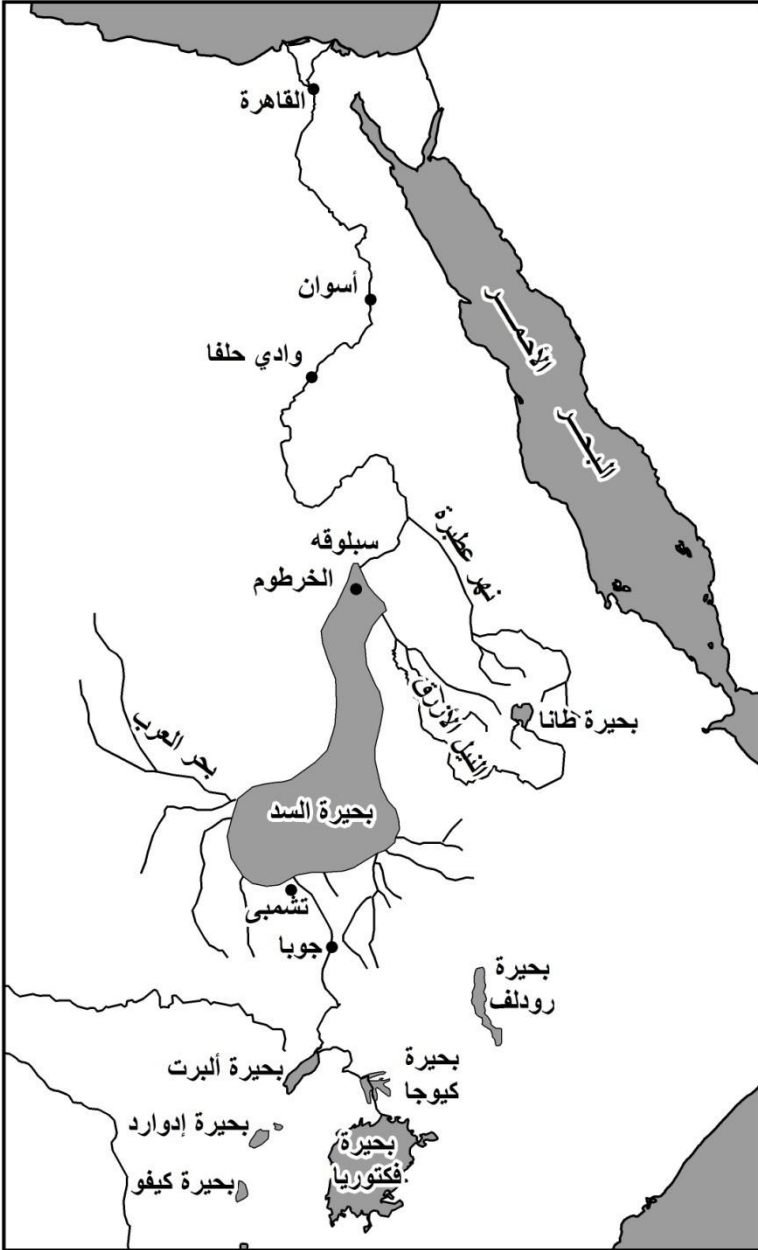 القاهرة
أسوان
وادي حلفا
البحر الأحمر
نهر عطبرة
سبلوقه
الخرطوم
النيل الأزرق
بحيرة طانا
بحر العرب
بحيرة السد
تشمبى
جوبا
بحيرة
رودلف
بحيرة ألبرت
بحيرة
كيوجا
بحيرة إدوارد
بحيرة
فكتوريا
بحيرة كيفو